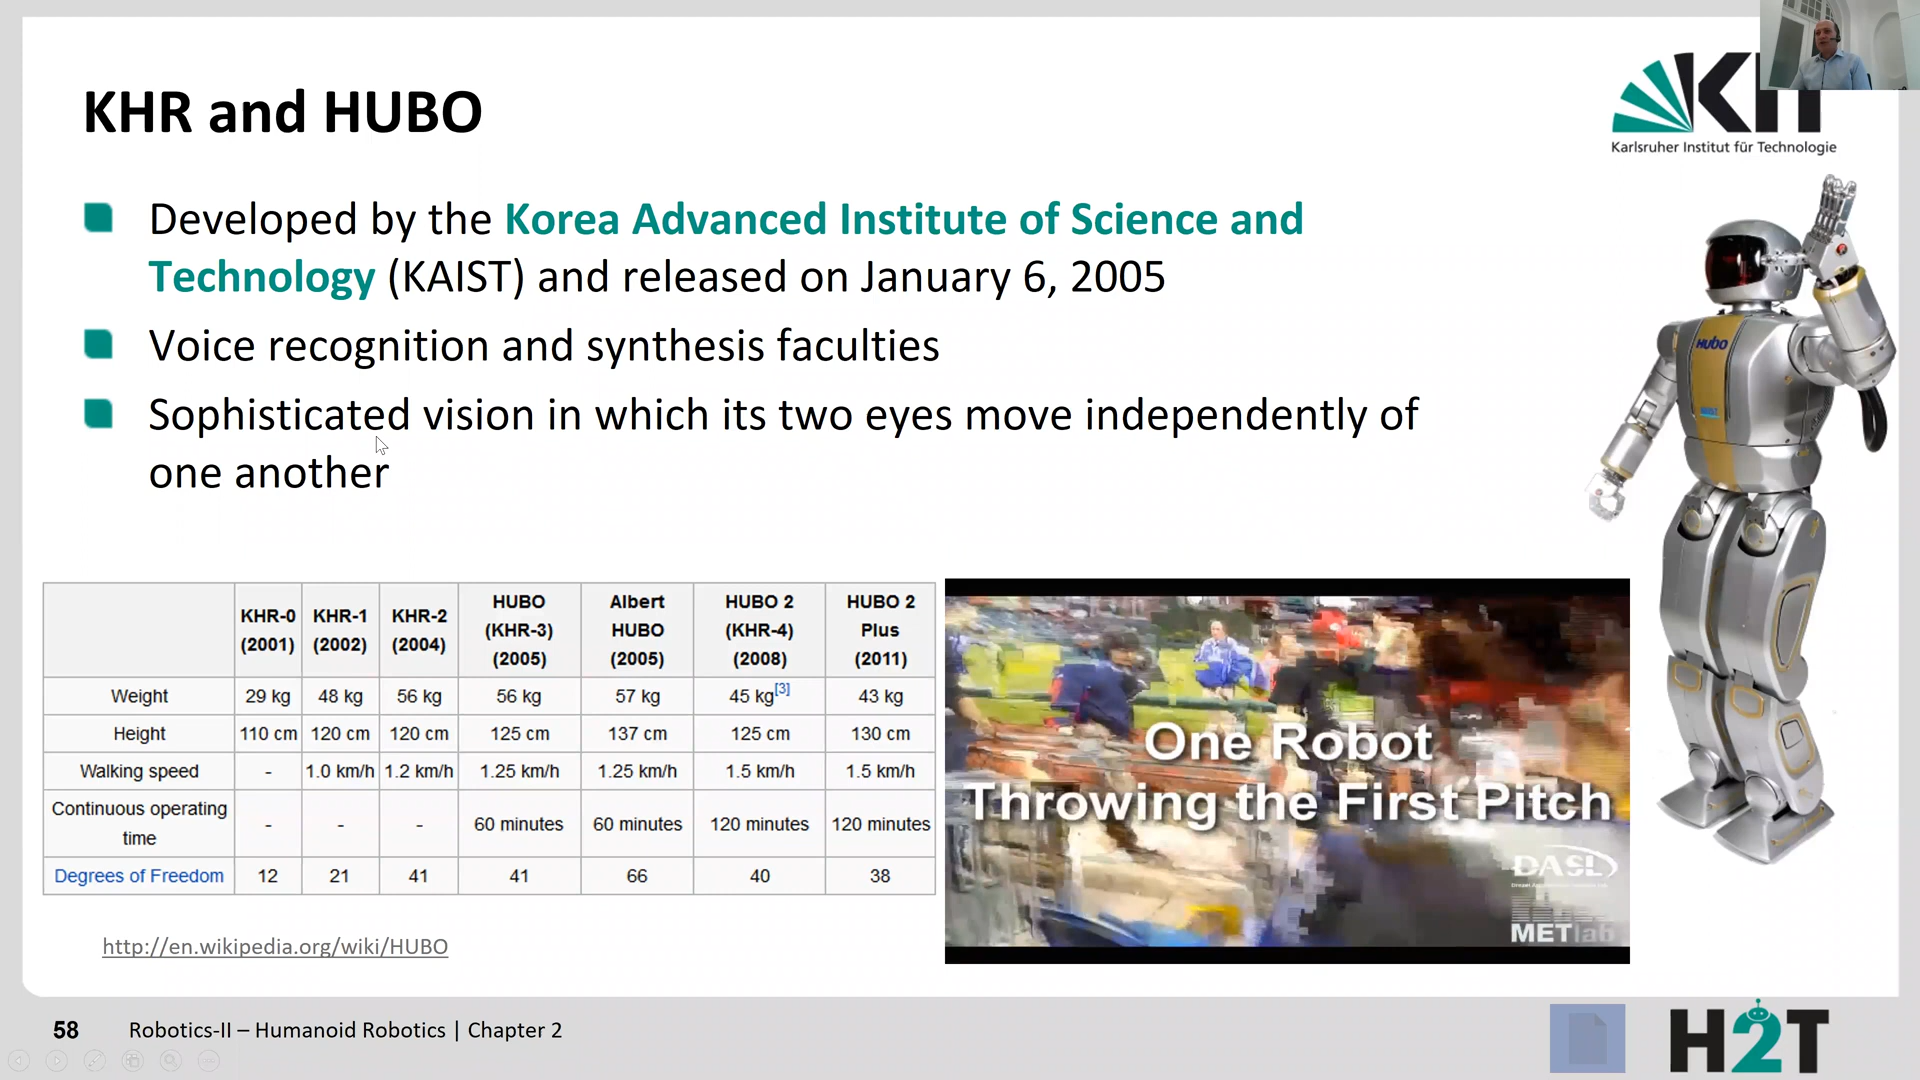 KHR and HUBO
Karlsruher Institut für Technologie
Developed by the Korea Advanced Institute of Science and
Technology (KAIST) and released on January 6, 2005
Voice recognition and synthesis faculties
Sophisticated vision in which its two eyes move independently of
one another
HUBO
KHR-0 (2001) KHR-1 (2002) KHR-2 (2004) HUBO (KHR-3) (2005) Albert HUBO (2005) HUBO 2 (KHR-4) (2008) HUBO 2 Plus (2011)
Weight 29 kg 48 kg 56 kg 56 kg 57 kg 45 kg[3] 43 kg
Height 110 cm 120 cm 120 cm 125 cm 137 cm 125 cm 130 cm
Walking speed - 1.0 km/h 1.2 km/h 1.25 km/h 1.25 km/h 1.5 km/h 1.5 km/h
Continuous operating time - - - 60 minutes 60 minutes 120 minutes 120 minutes
Degrees of Freedom 12 21 41 41 66 40 38
One Robot
Throwing the First Pitch
DASL
METlab
http://en.wikipedia.org/wiki/HUBO
58 Robotics-II – Humanoid Robotics | Chapter 2
H2T